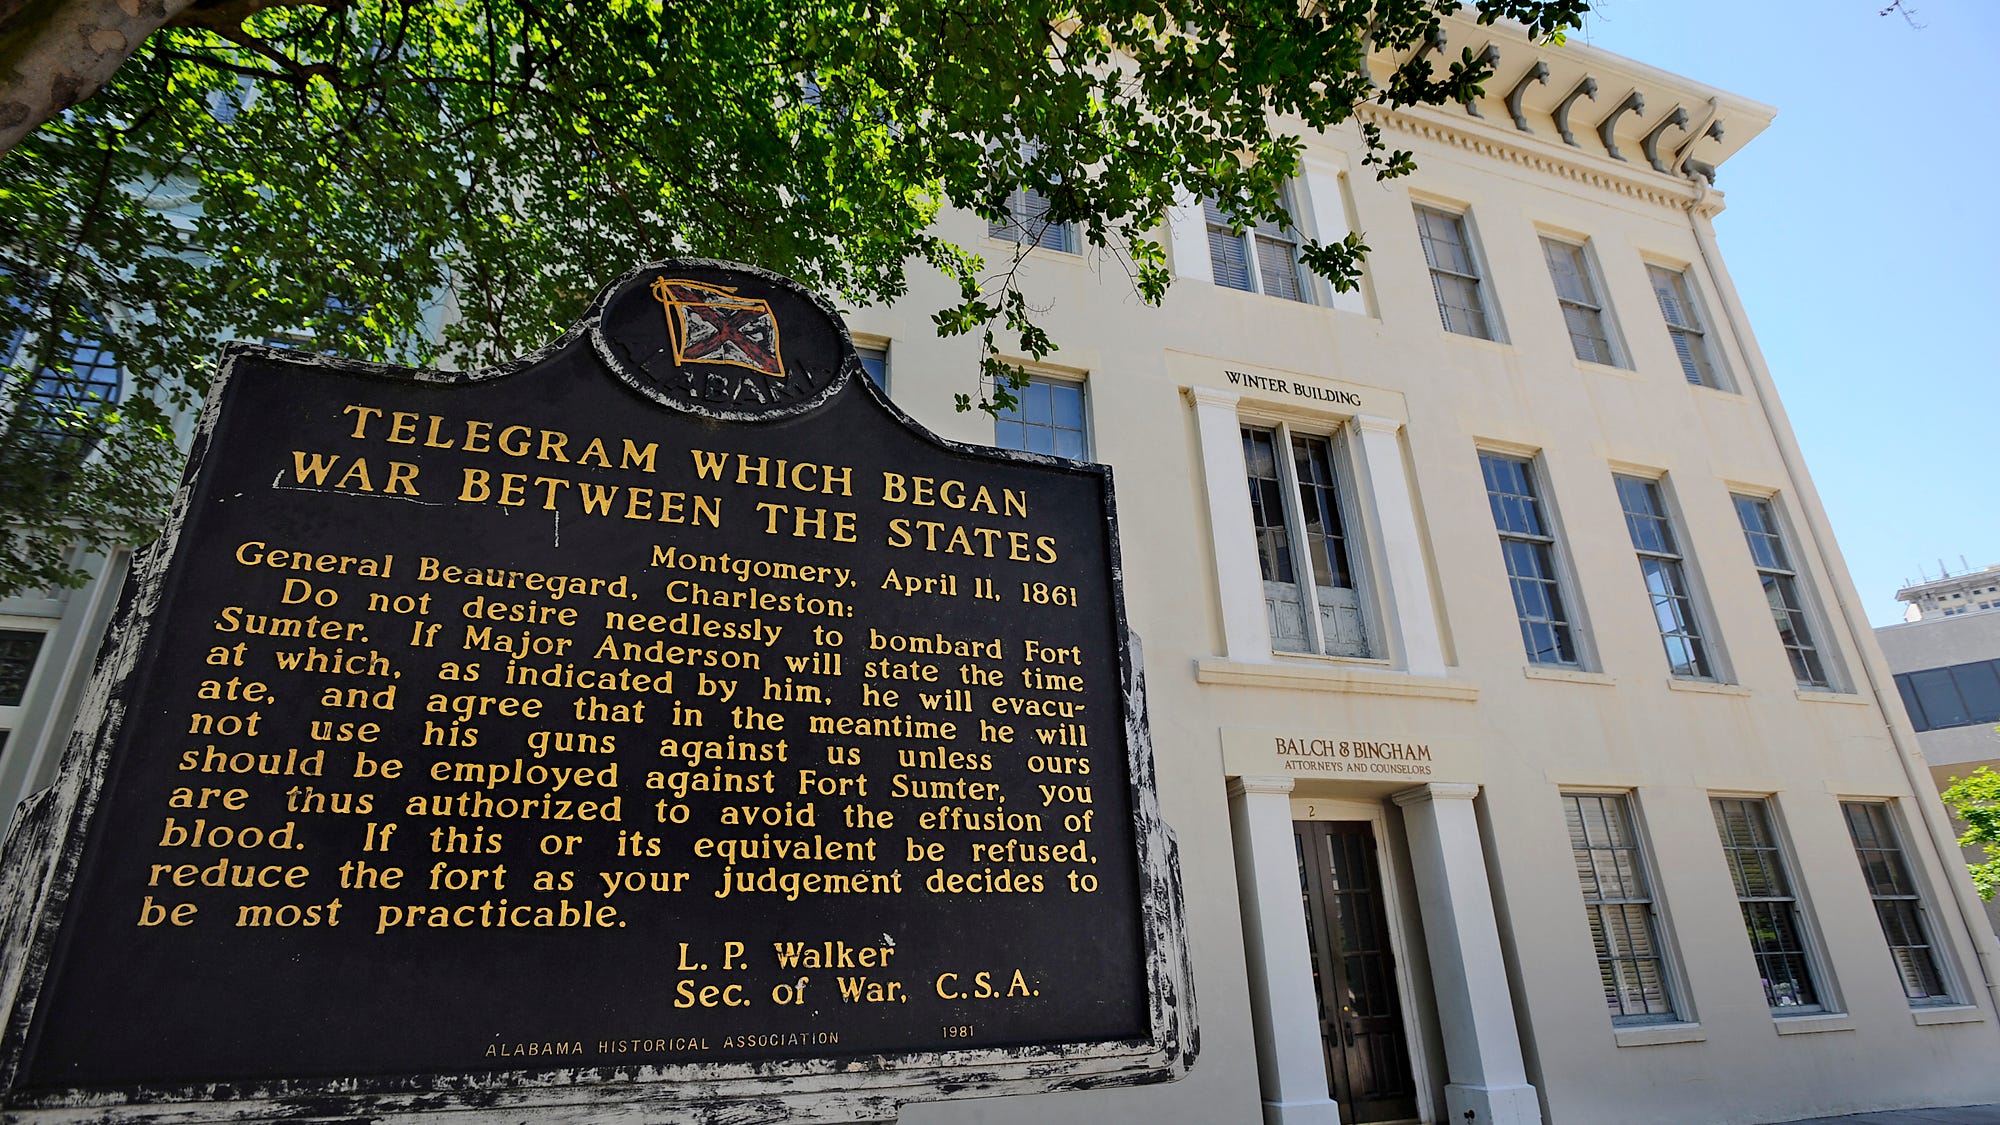 ALABAMA
TELEGRAM WHICH BEGAN
WAR BETWEEN THE STATES
Montgomery, April 11, 1861
General Beauregard, Charleston:
Do not desire needlessly to bombard Fort
Sumter. If Major Anderson will state the time
at which, as indicated by him, he will evacu-
ate, and agree that in the meantime he will
not use his guns against us unless ours
should be employed against Fort Sumter, you
are thus authorized to avoid the effusion of
blood. If this or its equivalent be refused,
reduce the fort as your judgement decides to
be most practicable.
L. P. Walker
Sec. of War, C.S.A.
ALABAMA HISTORICAL ASSOCIATION 1981
WINTER BUILDING
BALCH & BINGHAM
ATTORNEYS AND COUNSELORS
2